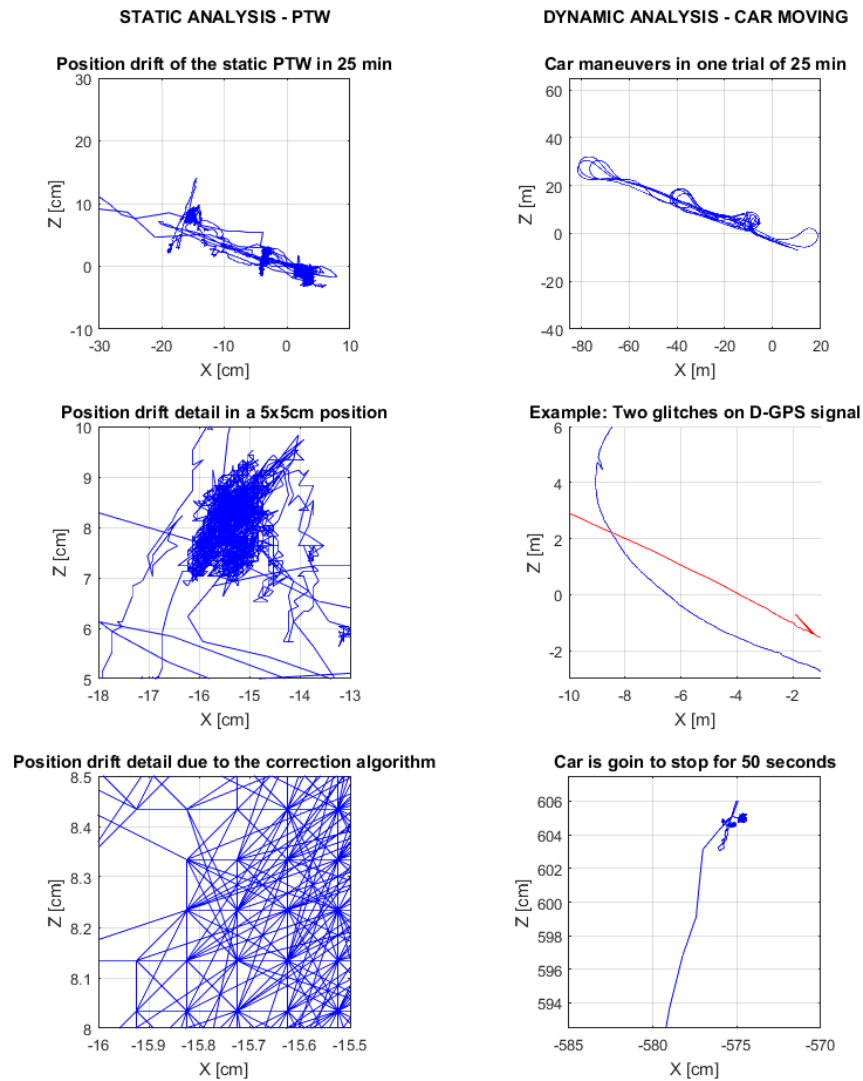 STATIC ANALYSIS - PTW
DYNAMIC ANALYSIS - CAR MOVING
Position drift of the static PTW in 25 min
30
20
10
0
-10
Z [cm]
-30 -20 -10 0 10
X [cm]
Car maneuvers in one trial of 25 min
60
40
20
0
-20
-40
Z [m]
-80 -60 -40 -20 0 20
X [m]
Position drift detail in a 5x5cm position
10
9
8
7
6
5
Z [cm]
-18 -17 -16 -15 -14 -13
X [cm]
Example: Two glitches on D-GPS signal
6
4
2
0
-2
Z [m]
-10 -8 -6 -4 -2
X [m]
Position drift detail due to the correction algorithm
8.5
8.4
8.3
8.2
8.1
8
Z [cm]
-16 -15.9 -15.8 -15.7 -15.6 -15.5
X [cm]
Car is goin to stop for 50 seconds
606
604
602
600
598
596
594
Z [cm]
-585 -580 -575 -570
X [cm]